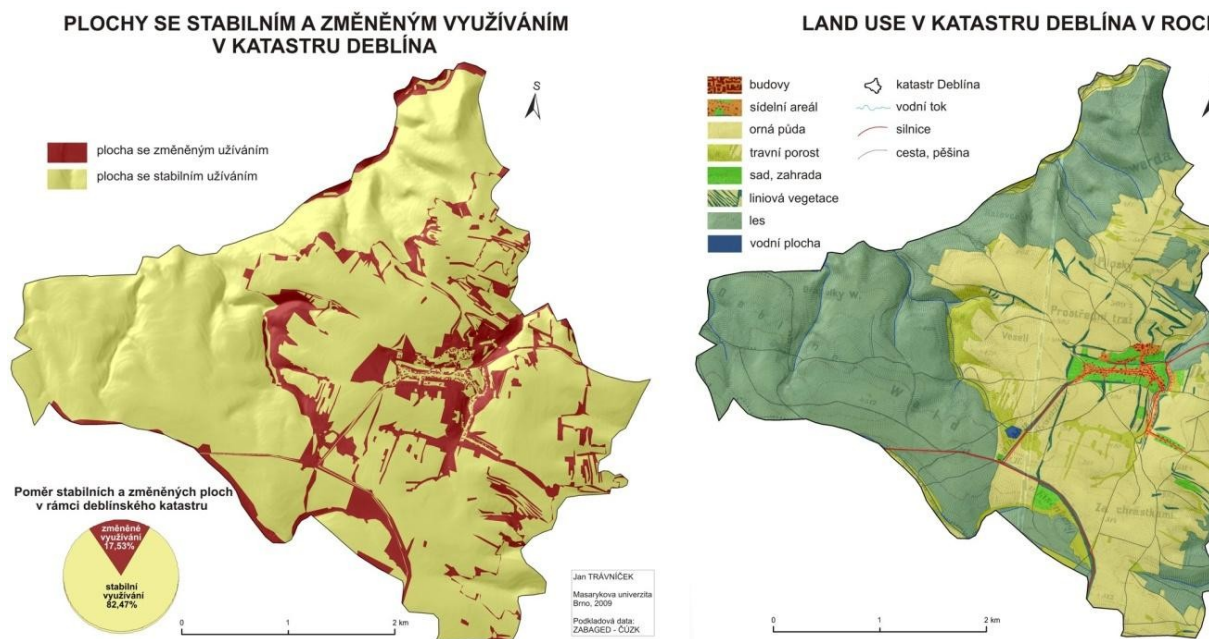 PLOCHY SE STABILNÍM A ZMĚNĚNÝM VYUŽÍVÁNÍM
V KATASTRU DEBLÍNA
S
plocha se změněným užíváním
plocha se stabilním užíváním
Poměr stabilních a změněných ploch
v rámci deblínského katastru
změněné
využívání
17,53%
stabilní
využívání
82,47%
0 1 2 km
Jan TRÁVNÍČEK
Masarykova univerzita
Brno, 2009
Podkladová data:
ZABAGED - ČÚZK
LAND USE V KATASTRU DEBLÍNA V ROC
budovy
sídelní areál
orná půda
travní porost
sad, zahrada
liniová vegetace
les
vodní plocha
katastr Deblína
vodní tok
silnice
cesta, pěšina
Prostřední trať
Veselí
Za chrástkami
0 1 2 km